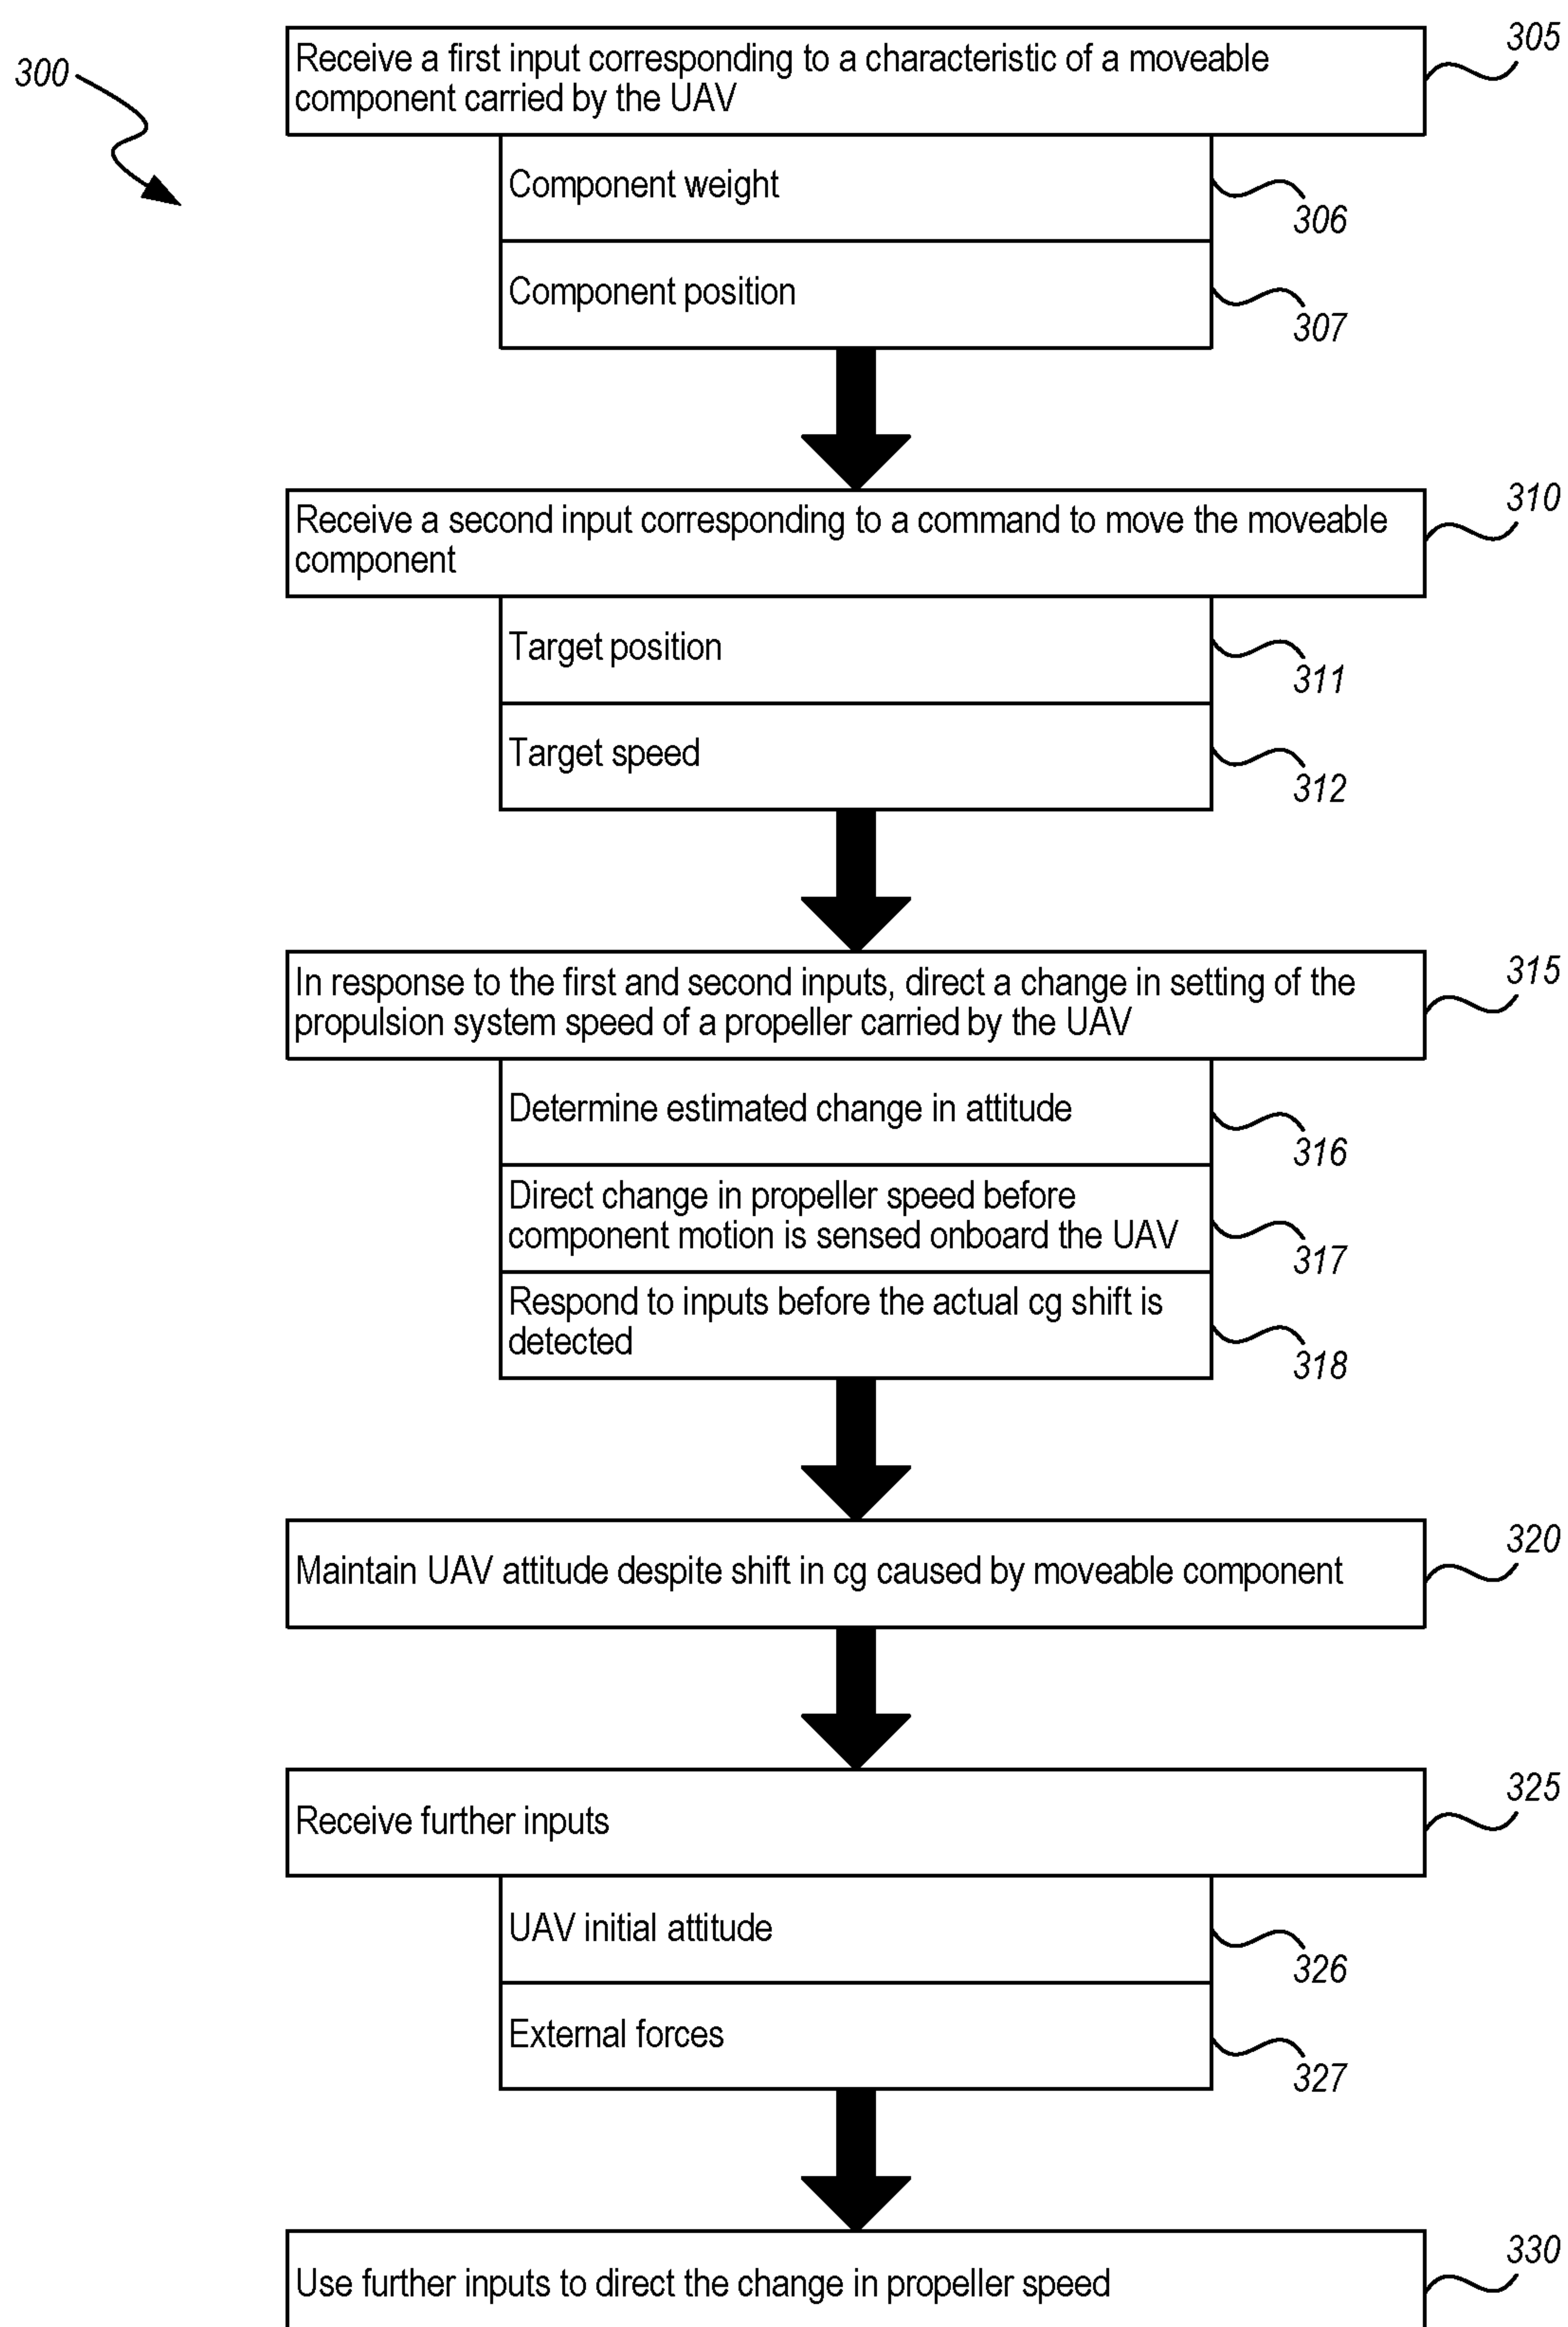 300
Receive a first input corresponding to a characteristic of a moveable
component carried by the UAV
305
Component weight
306
Component position
307
Receive a second input corresponding to a command to move the moveable
component
310
Target position
311
Target speed
312
In response to the first and second inputs, direct a change in setting of the
propulsion system speed of a propeller carried by the UAV
315
Determine estimated change in attitude
316
Direct change in propeller speed before
component motion is sensed onboard the UAV
317
Respond to inputs before the actual cg shift is
detected
318
Maintain UAV attitude despite shift in cg caused by moveable component
320
Receive further inputs
325
UAV initial attitude
326
External forces
327
Use further inputs to direct the change in propeller speed
330